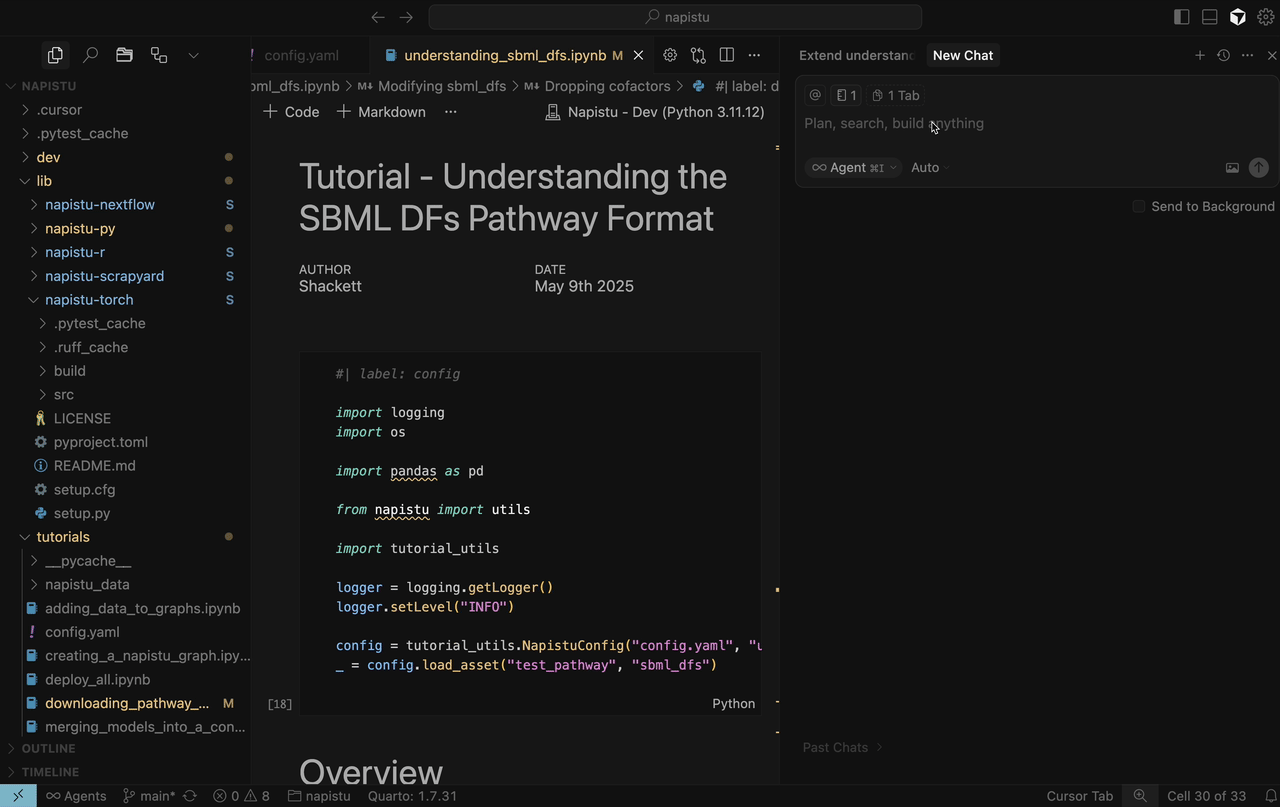 napistu
NAPISTU
.cursor
.pytest_cache
dev
lib
napistu-nextflow S
napistu-py
napistu-r S
napistu-scrapyard S
napistu-torch S
.pytest_cache
.ruff_cache
build
src
LICENSE
pyproject.toml
README.md
setup.cfg
setup.py
tutorials
__pycache__
napistu_data
adding_data_to_graphs.ipynb
! config.yaml
creating_a_napistu_graph.ipy...
deploy_all.ipynb
downloading_pathway_... M
merging_models_into_a_con...
OUTLINE
TIMELINE
! config.yaml
understanding_sbml_dfs.ipynb M
bml_dfs.ipynb > M↓ Modifying sbml_dfs > M↓ Dropping cofactors > #| label: d
+ Code + Markdown ... Napistu - Dev (Python 3.11.12)
Tutorial - Understanding the
SBML DFs Pathway Format
AUTHOR DATE
Shackett May 9th 2025
#| label: config
import logging
import os
import pandas as pd
from napistu import utils
import tutorial_utils
logger = logging.getLogger()
logger.setLevel("INFO")
config = tutorial_utils.NapistuConfig("config.yaml", "u
_ = config.load_asset("test_pathway", "sbml_dfs")
[18] Python
Overview
Extend understan New Chat
@ 1 1 Tab
Plan, search, build anything
∞ Agent ⌘I Auto
Send to Background
Past Chats >
∞ Agents main* 0 8 napistu Quarto: 1.7.31 Cursor Tab Cell 30 of 33